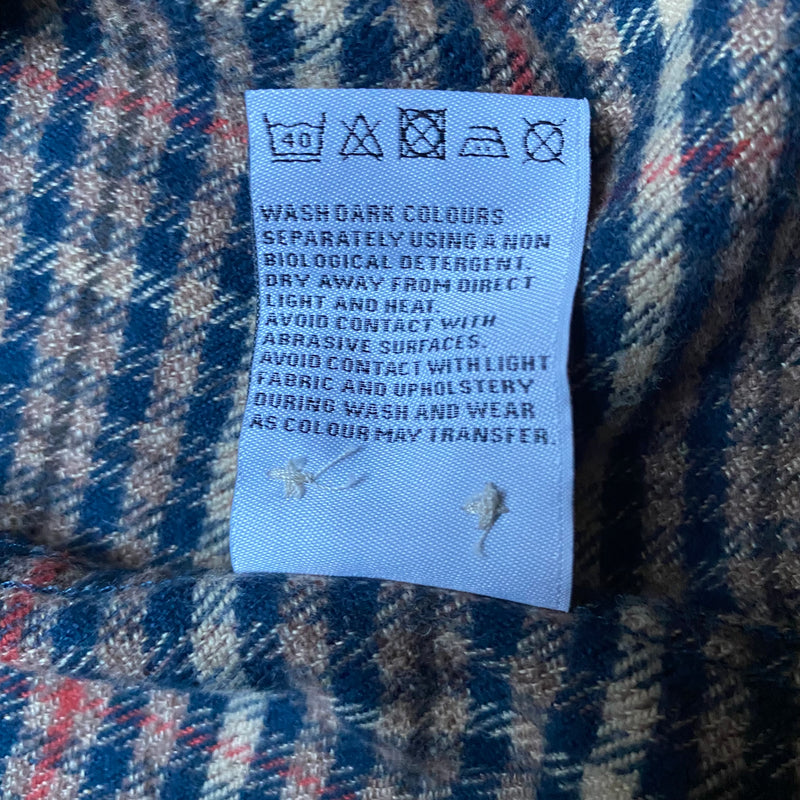 40
WASH DARK COLOURS
SEPARATELY USING A NON
BIOLOGICAL DETERGENT.
DRY AWAY FROM DIRECT
LIGHT AND HEAT.
AVOID CONTACT WITH
ABRASIVE SURFACES.
AVOID CONTACT WITH LIGHT
FABRIC AND UPHOLSTERY
DURING WASH AND WEAR
AS COLOUR MAY TRANSFER.